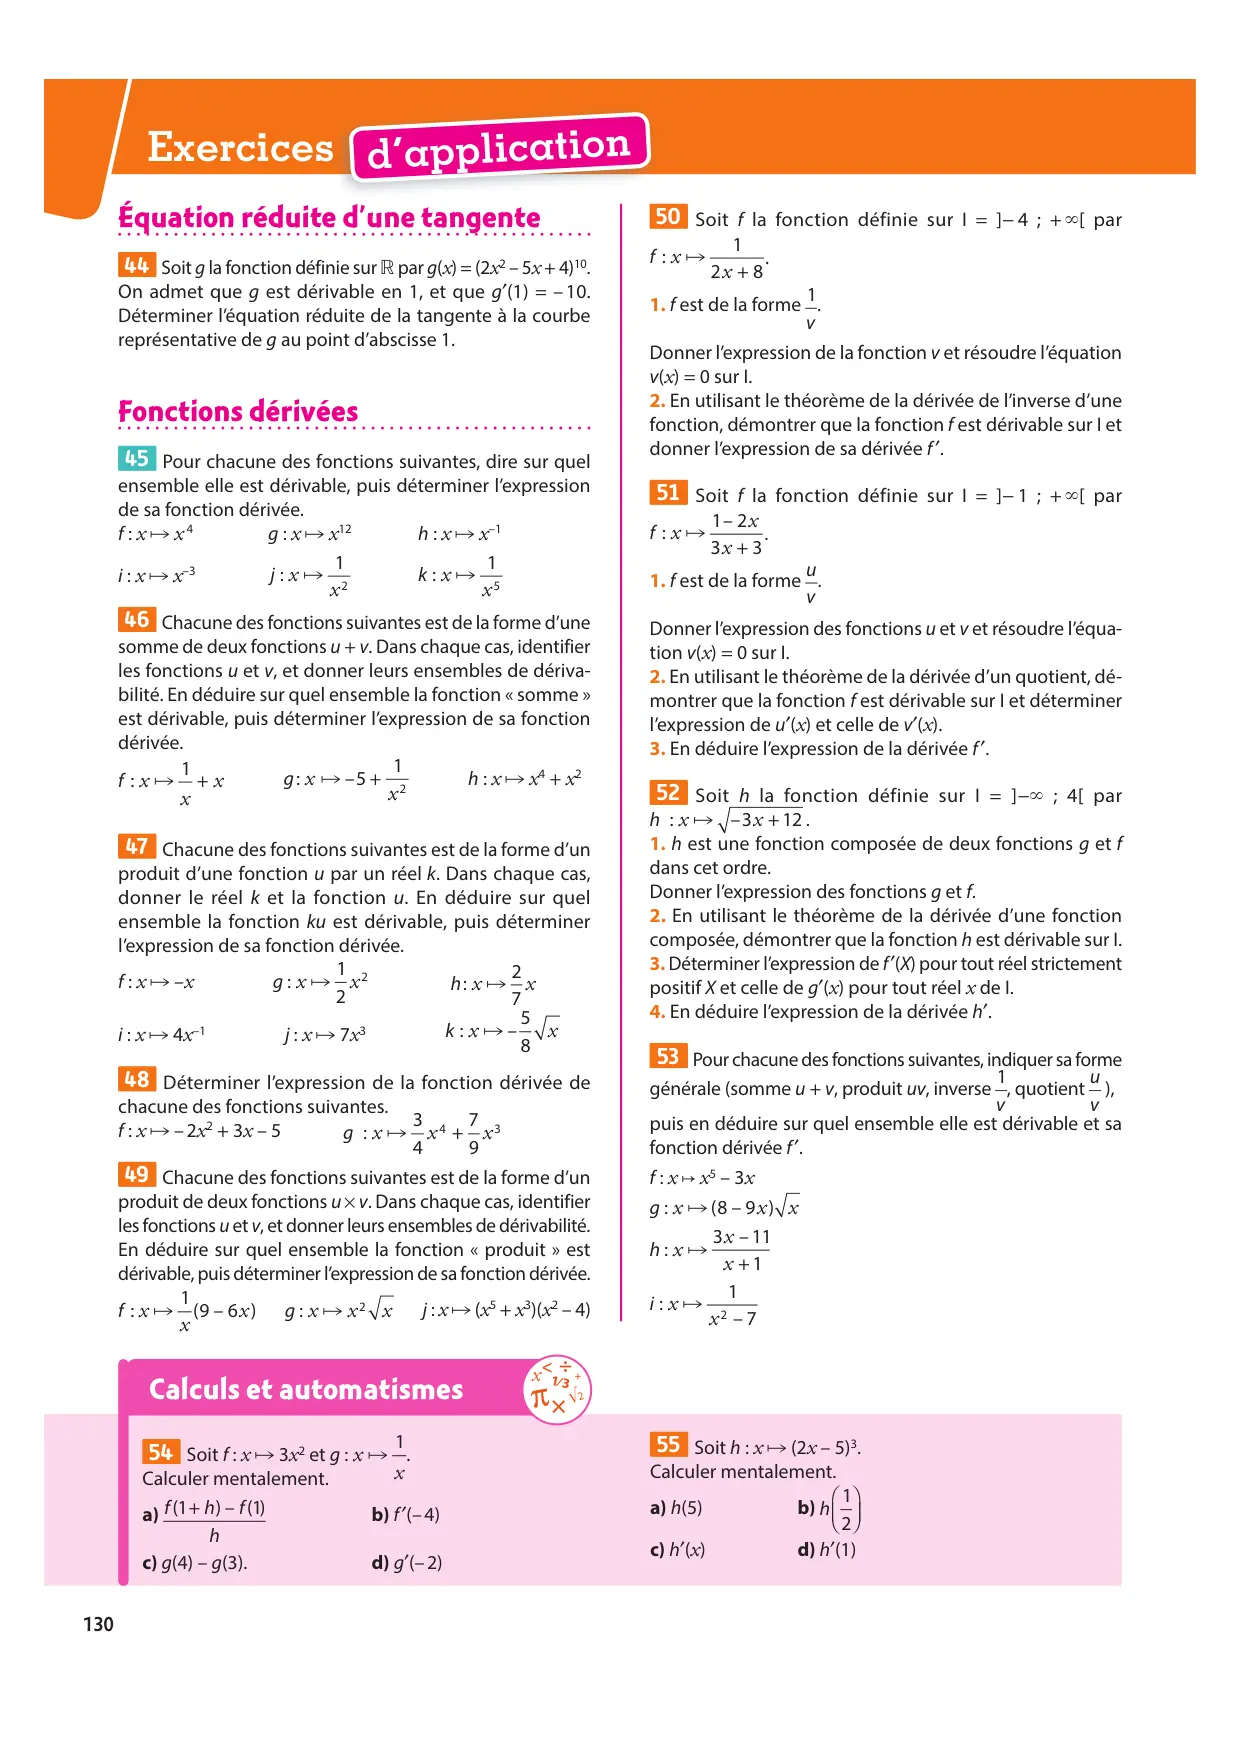 Exercices d'application
Équation réduite d'une tangente
44 Soit g la fonction définie sur ℝ par g(x) = (2x² – 5x + 4)¹⁰.
On admet que g est dérivable en 1, et que g′(1) = –10.
Déterminer l'équation réduite de la tangente à la courbe
représentative de g au point d'abscisse 1.
Fonctions dérivées
45 Pour chacune des fonctions suivantes, dire sur quel
ensemble elle est dérivable, puis déterminer l'expression
de sa fonction dérivée.
f : x ↦ x⁴ g : x ↦ x¹² h : x ↦ x⁻¹
i : x ↦ x⁻³ j : x ↦ 1/x² k : x ↦ 1/x⁵
46 Chacune des fonctions suivantes est de la forme d'une
somme de deux fonctions u + v. Dans chaque cas, identifier
les fonctions u et v, et donner leurs ensembles de dériva-
bilité. En déduire sur quel ensemble la fonction « somme »
est dérivable, puis déterminer l'expression de sa fonction
dérivée.
f : x ↦ 1/x + x g : x ↦ –5 + 1/x² h : x ↦ x⁴ + x²
47 Chacune des fonctions suivantes est de la forme d'un
produit d'une fonction u par un réel k. Dans chaque cas,
donner le réel k et la fonction u. En déduire sur quel
ensemble la fonction ku est dérivable, puis déterminer
l'expression de sa fonction dérivée.
f : x ↦ –x g : x ↦ 1/2 x² h : x ↦ 2/7 x
i : x ↦ 4x⁻¹ j : x ↦ 7x³ k : x ↦ –5/8 √x
48 Déterminer l'expression de la fonction dérivée de
chacune des fonctions suivantes.
f : x ↦ – 2x² + 3x – 5 g : x ↦ 3/4 x⁴ + 7/9 x³
49 Chacune des fonctions suivantes est de la forme d'un
produit de deux fonctions u × v. Dans chaque cas, identifier
les fonctions u et v, et donner leurs ensembles de dérivabilité.
En déduire sur quel ensemble la fonction « produit » est
dérivable, puis déterminer l'expression de sa fonction dérivée.
f : x ↦ 1/x (9 – 6x) g : x ↦ x² √x j : x ↦ (x⁵ + x³)(x² – 4)
50 Soit f la fonction définie sur I = ]– 4 ; + ∞[ par
f : x ↦ 1/(2x + 8).
1. f est de la forme 1/v.
Donner l'expression de la fonction v et résoudre l'équation
v(x) = 0 sur I.
2. En utilisant le théorème de la dérivée de l'inverse d'une
fonction, démontrer que la fonction f est dérivable sur I et
donner l'expression de sa dérivée f′.
51 Soit f la fonction définie sur I = ]– 1 ; + ∞[ par
f : x ↦ (1 – 2x)/(3x + 3).
1. f est de la forme u/v.
Donner l'expression des fonctions u et v et résoudre l'équa-
tion v(x) = 0 sur I.
2. En utilisant le théorème de la dérivée d'un quotient, dé-
montrer que la fonction f est dérivable sur I et déterminer
l'expression de u′(x) et celle de v′(x).
3. En déduire l'expression de la dérivée f′.
52 Soit h la fonction définie sur I = ]–∞ ; 4[ par
h : x ↦ √(–3x + 12).
1. h est une fonction composée de deux fonctions g et f
dans cet ordre.
Donner l'expression des fonctions g et f.
2. En utilisant le théorème de la dérivée d'une fonction
composée, démontrer que la fonction h est dérivable sur I.
3. Déterminer l'expression de f′(X) pour tout réel strictement
positif X et celle de g′(x) pour tout réel x de I.
4. En déduire l'expression de la dérivée h′.
53 Pour chacune des fonctions suivantes, indiquer sa forme
générale (somme u + v, produit uv, inverse 1/v, quotient u/v),
puis en déduire sur quel ensemble elle est dérivable et sa
fonction dérivée f′.
f : x ↦ x⁵ – 3x
g : x ↦ (8 – 9x)√x
h : x ↦ (3x – 11)/(x + 1)
i : x ↦ 1/(x² – 7)
Calculs et automatismes
x < ÷ 1/3 + π × √2
54 Soit f : x ↦ 3x² et g : x ↦ 1/x.
Calculer mentalement.
a) (f(1 + h) – f(1))/h b) f′(– 4)
c) g(4) – g(3). d) g′(– 2)
55 Soit h : x ↦ (2x – 5)³.
Calculer mentalement.
a) h(5) b) h(1/2)
c) h′(x) d) h′(1)
130